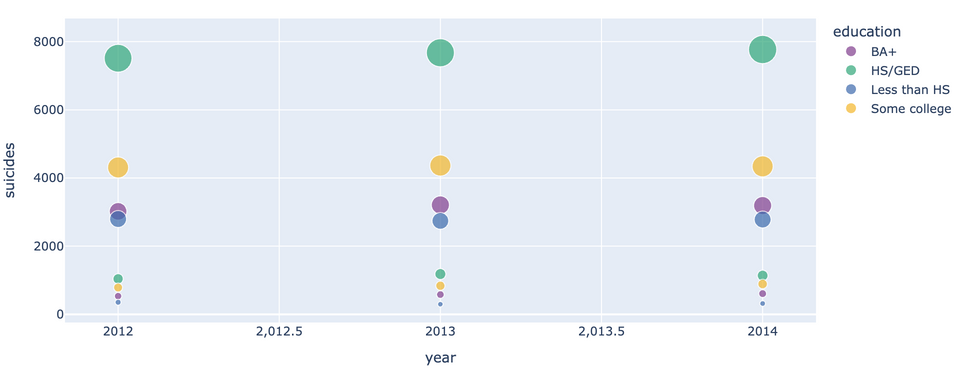 education
BA+
HS/GED
Less than HS
Some college
suicides
8000
6000
4000
2000
0
2012
2,012.5
2013
2,013.5
2014
year